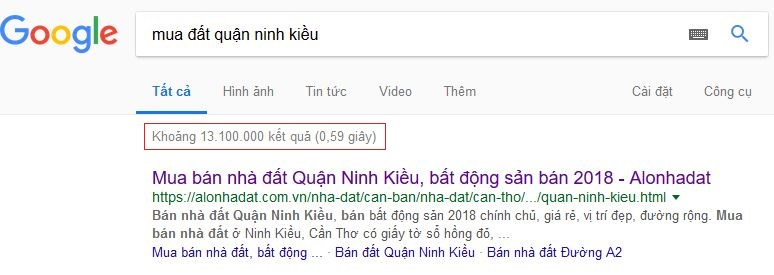 Google
mua đất quận ninh kiều
Tất cả Hình ảnh Tin tức Video Thêm Cài đặt Công cụ
Khoảng 13.100.000 kết quả (0,59 giây)
Mua bán nhà đất Quận Ninh Kiều, bất động sản bán 2018 - Alonhadat
https://alonhadat.com.vn/nha-dat/can-ban/nha-dat/can-tho/.../quan-ninh-kieu.html
Bán nhà đất Quận Ninh Kiều, bán bất động sản 2018 chính chủ, giá rẻ, vị trí đẹp, đường rộng. Mua
bán nhà đất ở Ninh Kiều, Cần Thơ có giấy tờ sổ hồng đỏ, ...
Mua bán nhà đất, bất động ... · Bán đất Quận Ninh Kiều · Bán nhà đất Đường A2